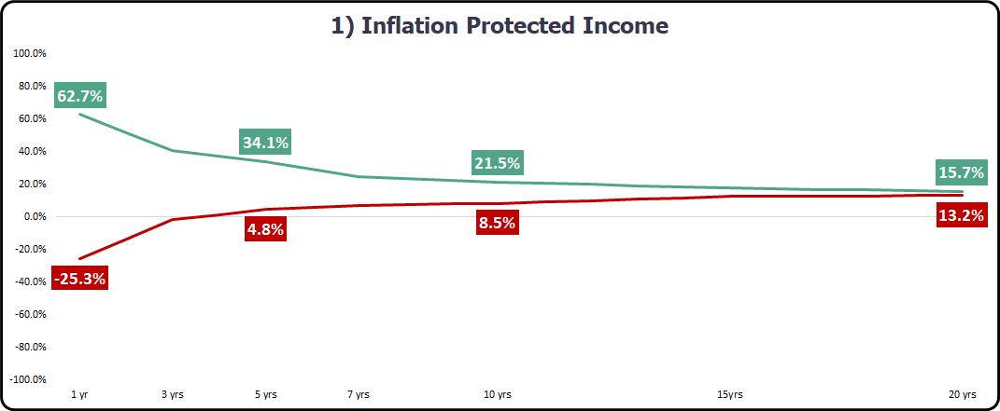 1) Inflation Protected Income
100.0%
80.0%
60.0%
40.0%
20.0%
0.0%
-20.0%
-40.0%
-60.0%
-80.0%
-100.0%
62.7%
34.1%
21.5%
15.7%
-25.3%
4.8%
8.5%
13.2%
1 yr
3 yrs
5 yrs
7 yrs
10 yrs
15yrs
20 yrs